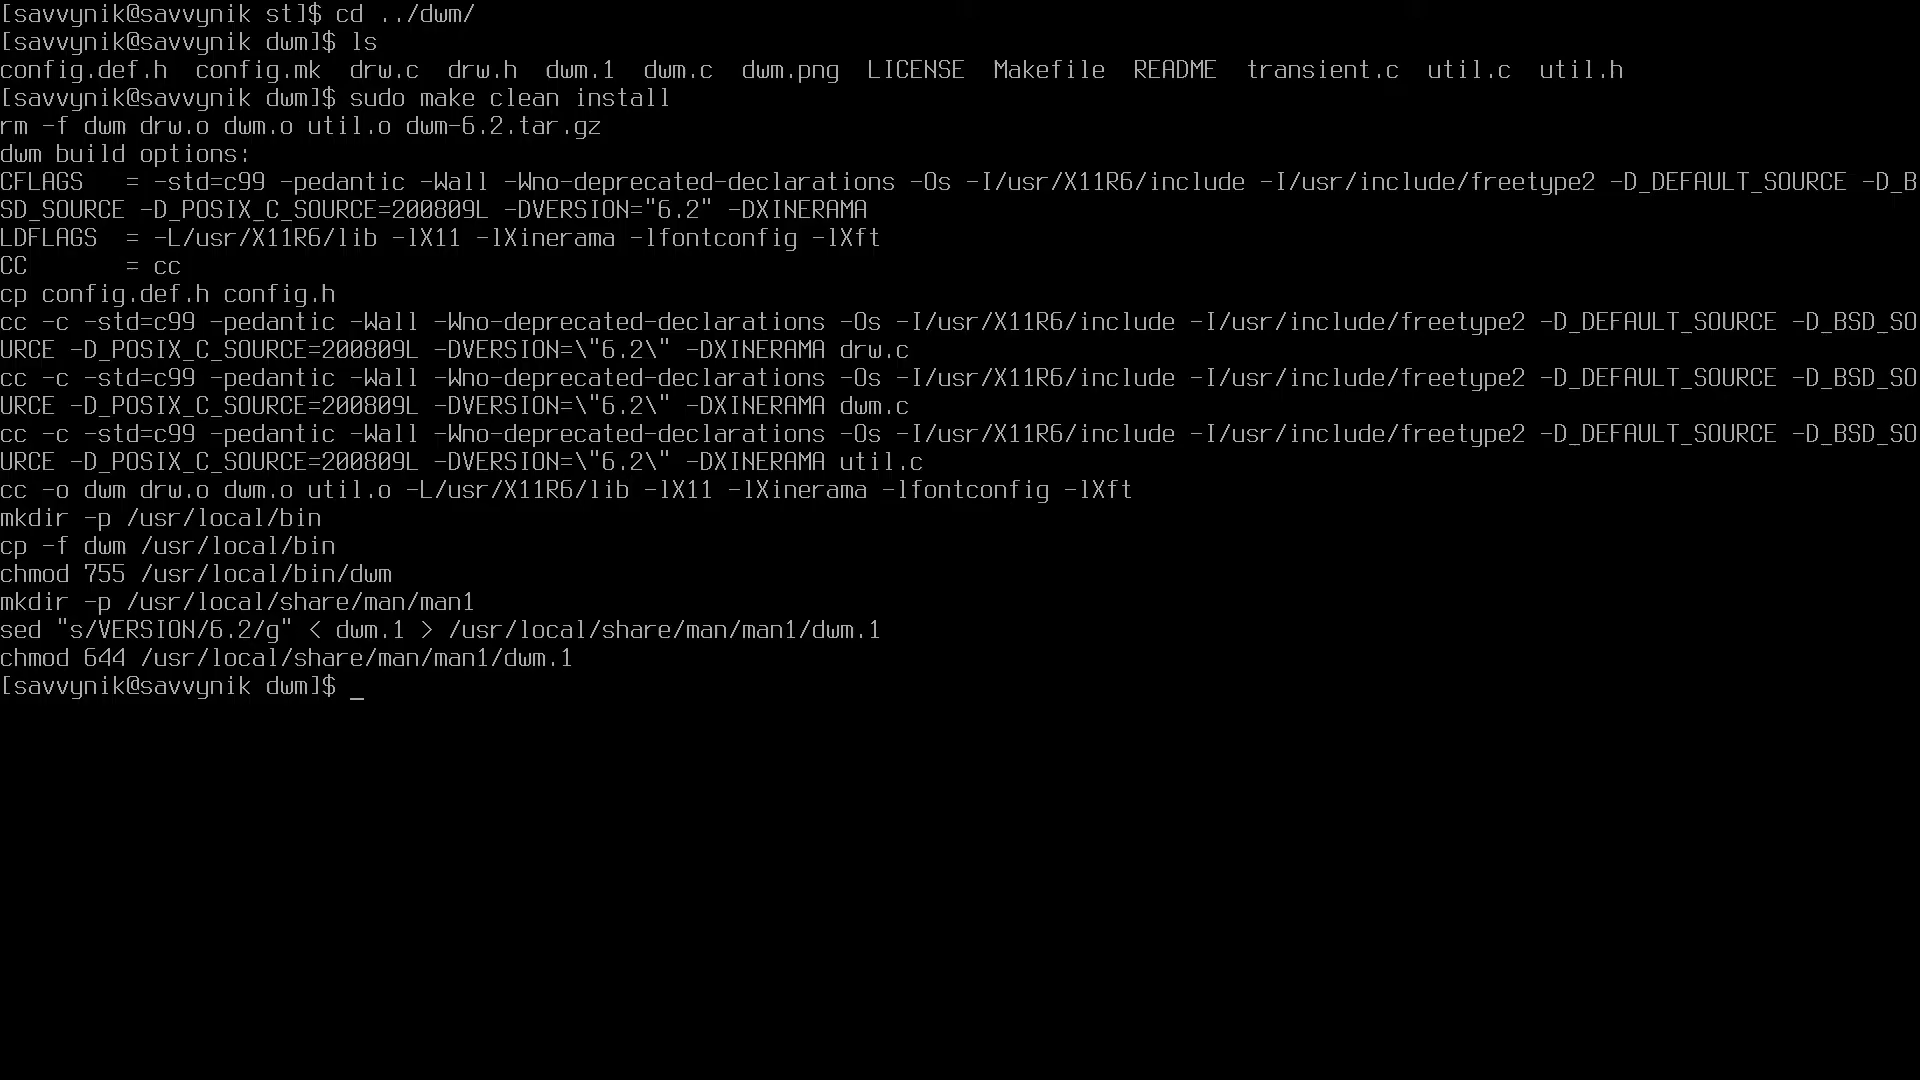 [savvynik@savvynik st]$ cd ../dwm/
[savvynik@savvynik dwm]$ ls
config.def.h  config.mk  drw.c  drw.h  dwm.1  dwm.c  dwm.png  LICENSE  Makefile  README  transient.c  util.c  util.h
[savvynik@savvynik dwm]$ sudo make clean install
rm -f dwm drw.o dwm.o util.o dwm-6.2.tar.gz
dwm build options:
CFLAGS   = -std=c99 -pedantic -Wall -Wno-deprecated-declarations -Os -I/usr/X11R6/include -I/usr/include/freetype2 -D_DEFAULT_SOURCE -D_B
SD_SOURCE -D_POSIX_C_SOURCE=200809L -DVERSION="6.2" -DXINERAMA
LDFLAGS  = -L/usr/X11R6/lib -lX11 -lXinerama -lfontconfig -lXft
CC       = cc
cp config.def.h config.h
cc -c -std=c99 -pedantic -Wall -Wno-deprecated-declarations -Os -I/usr/X11R6/include -I/usr/include/freetype2 -D_DEFAULT_SOURCE -D_BSD_SO
URCE -D_POSIX_C_SOURCE=200809L -DVERSION=\"6.2\" -DXINERAMA drw.c
cc -c -std=c99 -pedantic -Wall -Wno-deprecated-declarations -Os -I/usr/X11R6/include -I/usr/include/freetype2 -D_DEFAULT_SOURCE -D_BSD_SO
URCE -D_POSIX_C_SOURCE=200809L -DVERSION=\"6.2\" -DXINERAMA dwm.c
cc -c -std=c99 -pedantic -Wall -Wno-deprecated-declarations -Os -I/usr/X11R6/include -I/usr/include/freetype2 -D_DEFAULT_SOURCE -D_BSD_SO
URCE -D_POSIX_C_SOURCE=200809L -DVERSION=\"6.2\" -DXINERAMA util.c
cc -o dwm drw.o dwm.o util.o -L/usr/X11R6/lib -lX11 -lXinerama -lfontconfig -lXft
mkdir -p /usr/local/bin
cp -f dwm /usr/local/bin
chmod 755 /usr/local/bin/dwm
mkdir -p /usr/local/share/man/man1
sed "s/VERSION/6.2/g" < dwm.1 > /usr/local/share/man/man1/dwm.1
chmod 644 /usr/local/share/man/man1/dwm.1
[savvynik@savvynik dwm]$ _